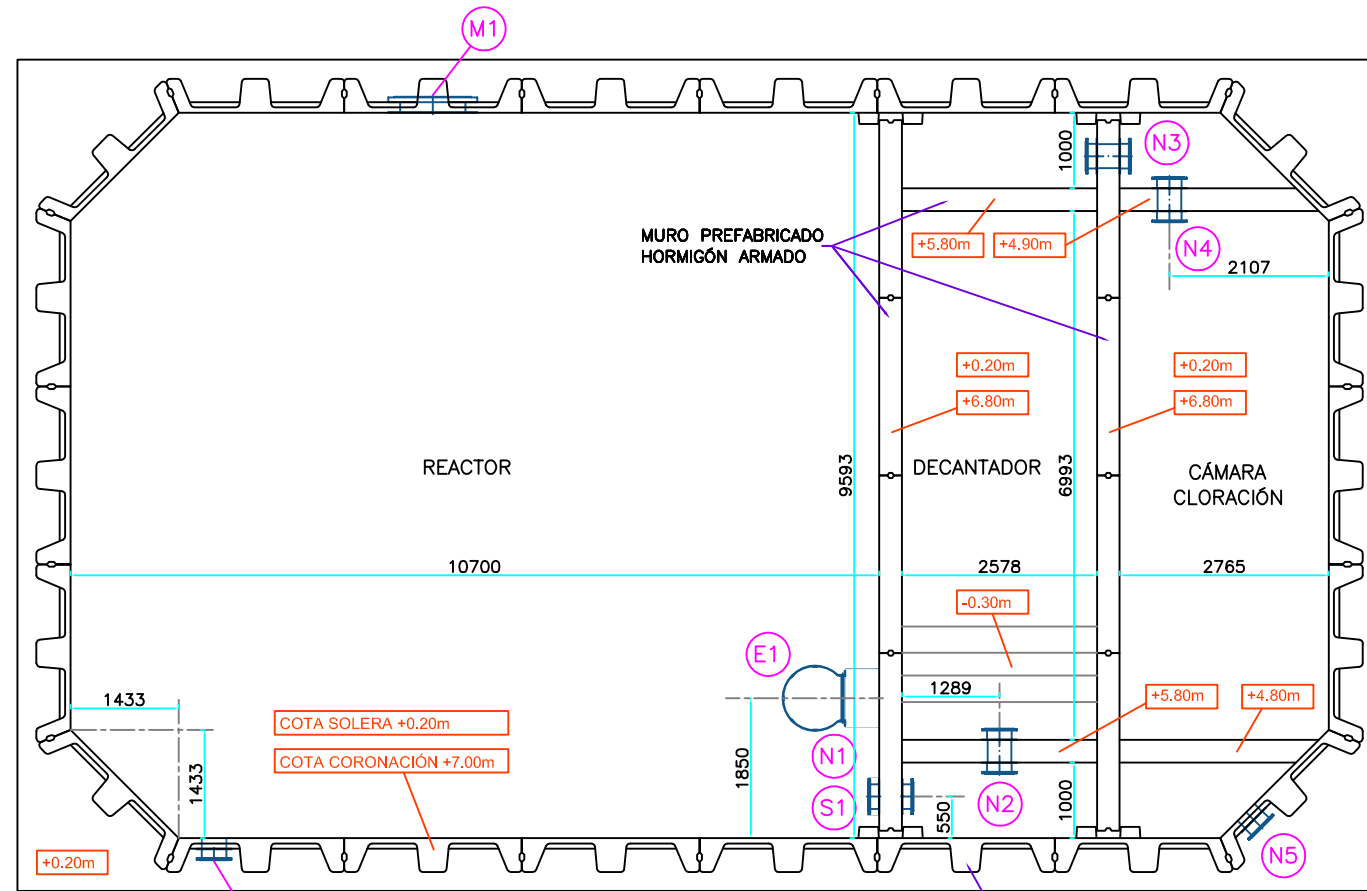 M1
N3
1000
MURO PREFABRICADO
HORMIGÓN ARMADO
+5.80m
+4.90m
N4
2107
+0.20m
+6.80m
+0.20m
+6.80m
REACTOR
9593
DECANTADOR
6993
CÁMARA
CLORACIÓN
10700
2578
2765
-0.30m
E1
1289
1433
+5.80m
+4.80m
COTA SOLERA +0.20m
COTA CORONACIÓN +7.00m
1433
1850
N1
S1
550
N2
1000
+0.20m
N5